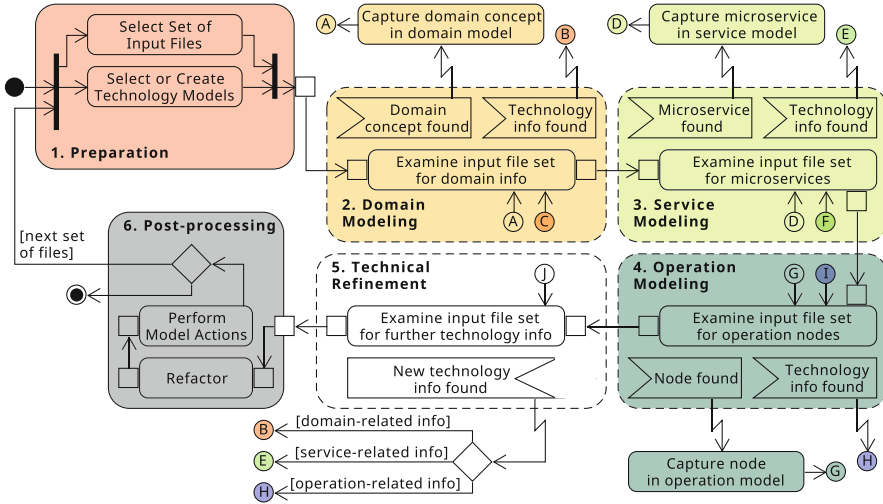 A
Capture domain concept
in domain model
B
D
Capture microservice
in service model
E
Select Set of
Input Files
Select or Create
Technology Models
1. Preparation
Domain
concept found
Technology
info found
Examine input file set
for domain info
2. Domain
Modeling
A
C
Microservice
found
Technology
info found
Examine input file set
for microservices
3. Service
Modeling
D
F
4. Operation
Modeling
G
I
Examine input file set
for operation nodes
Node found
Technology
info found
Capture node
in operation model
G
H
5. Technical
Refinement
J
Examine input file set
for further technology info
New technology
info found
[domain-related info]
B
[service-related info]
E
[operation-related info]
H
6. Post-processing
Perform
Model Actions
Refactor
[next set
of files]